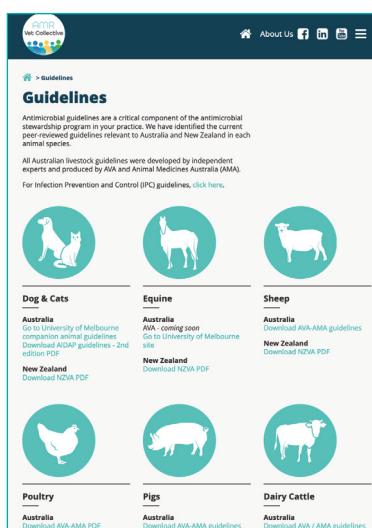 AMR
Vet Collective
About Us
> Guidelines
Guidelines
Antimicrobial guidelines are a critical component of the antimicrobial
stewardship program in your practice. We have identified the current
peer-reviewed guidelines relevant to Australia and New Zealand in each
animal species.
All Australian livestock guidelines were developed by independent
experts and produced by AVA and Animal Medicines Australia (AMA).
For Infection Prevention and Control (IPC) guidelines, click here.
Dog & Cats
Australia
Go to University of Melbourne
companion animal guidelines
Download AIDAP guidelines - 2nd
edition PDF
New Zealand
Download NZVA PDF
Equine
Australia
AVA - coming soon
Go to University of Melbourne
site
New Zealand
Download NZVA PDF
Sheep
Australia
Download AVA-AMA guidelines
New Zealand
Download NZVA PDF
Poultry
Australia
Download AVA-AMA PDF
Pigs
Australia
Download AVA-AMA guidelines
Dairy Cattle
Australia
Download AVA / AMA guidelines